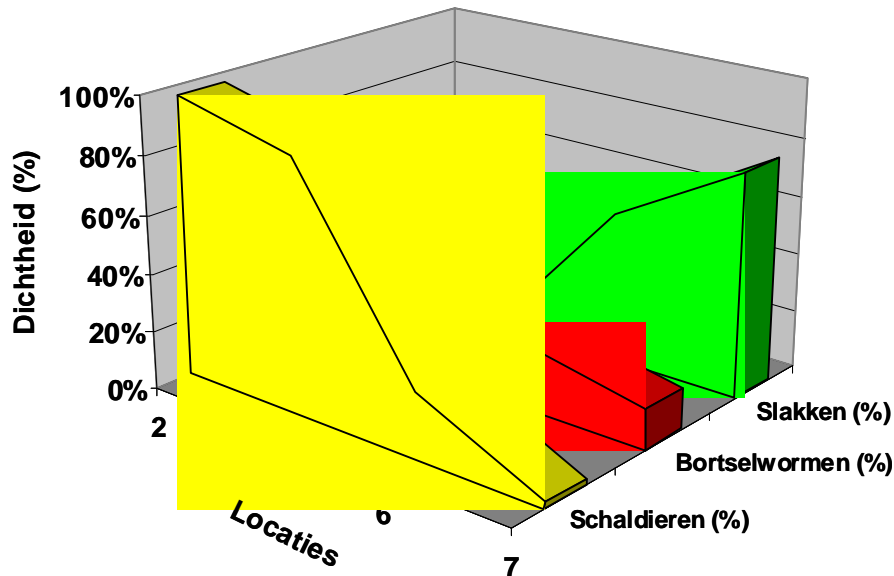 100%
80%
60%
40%
20%
0%
Dichtheid (%)
2
6
7
Locaties
Slakken (%)
Bortselwormen (%)
Schaldieren (%)